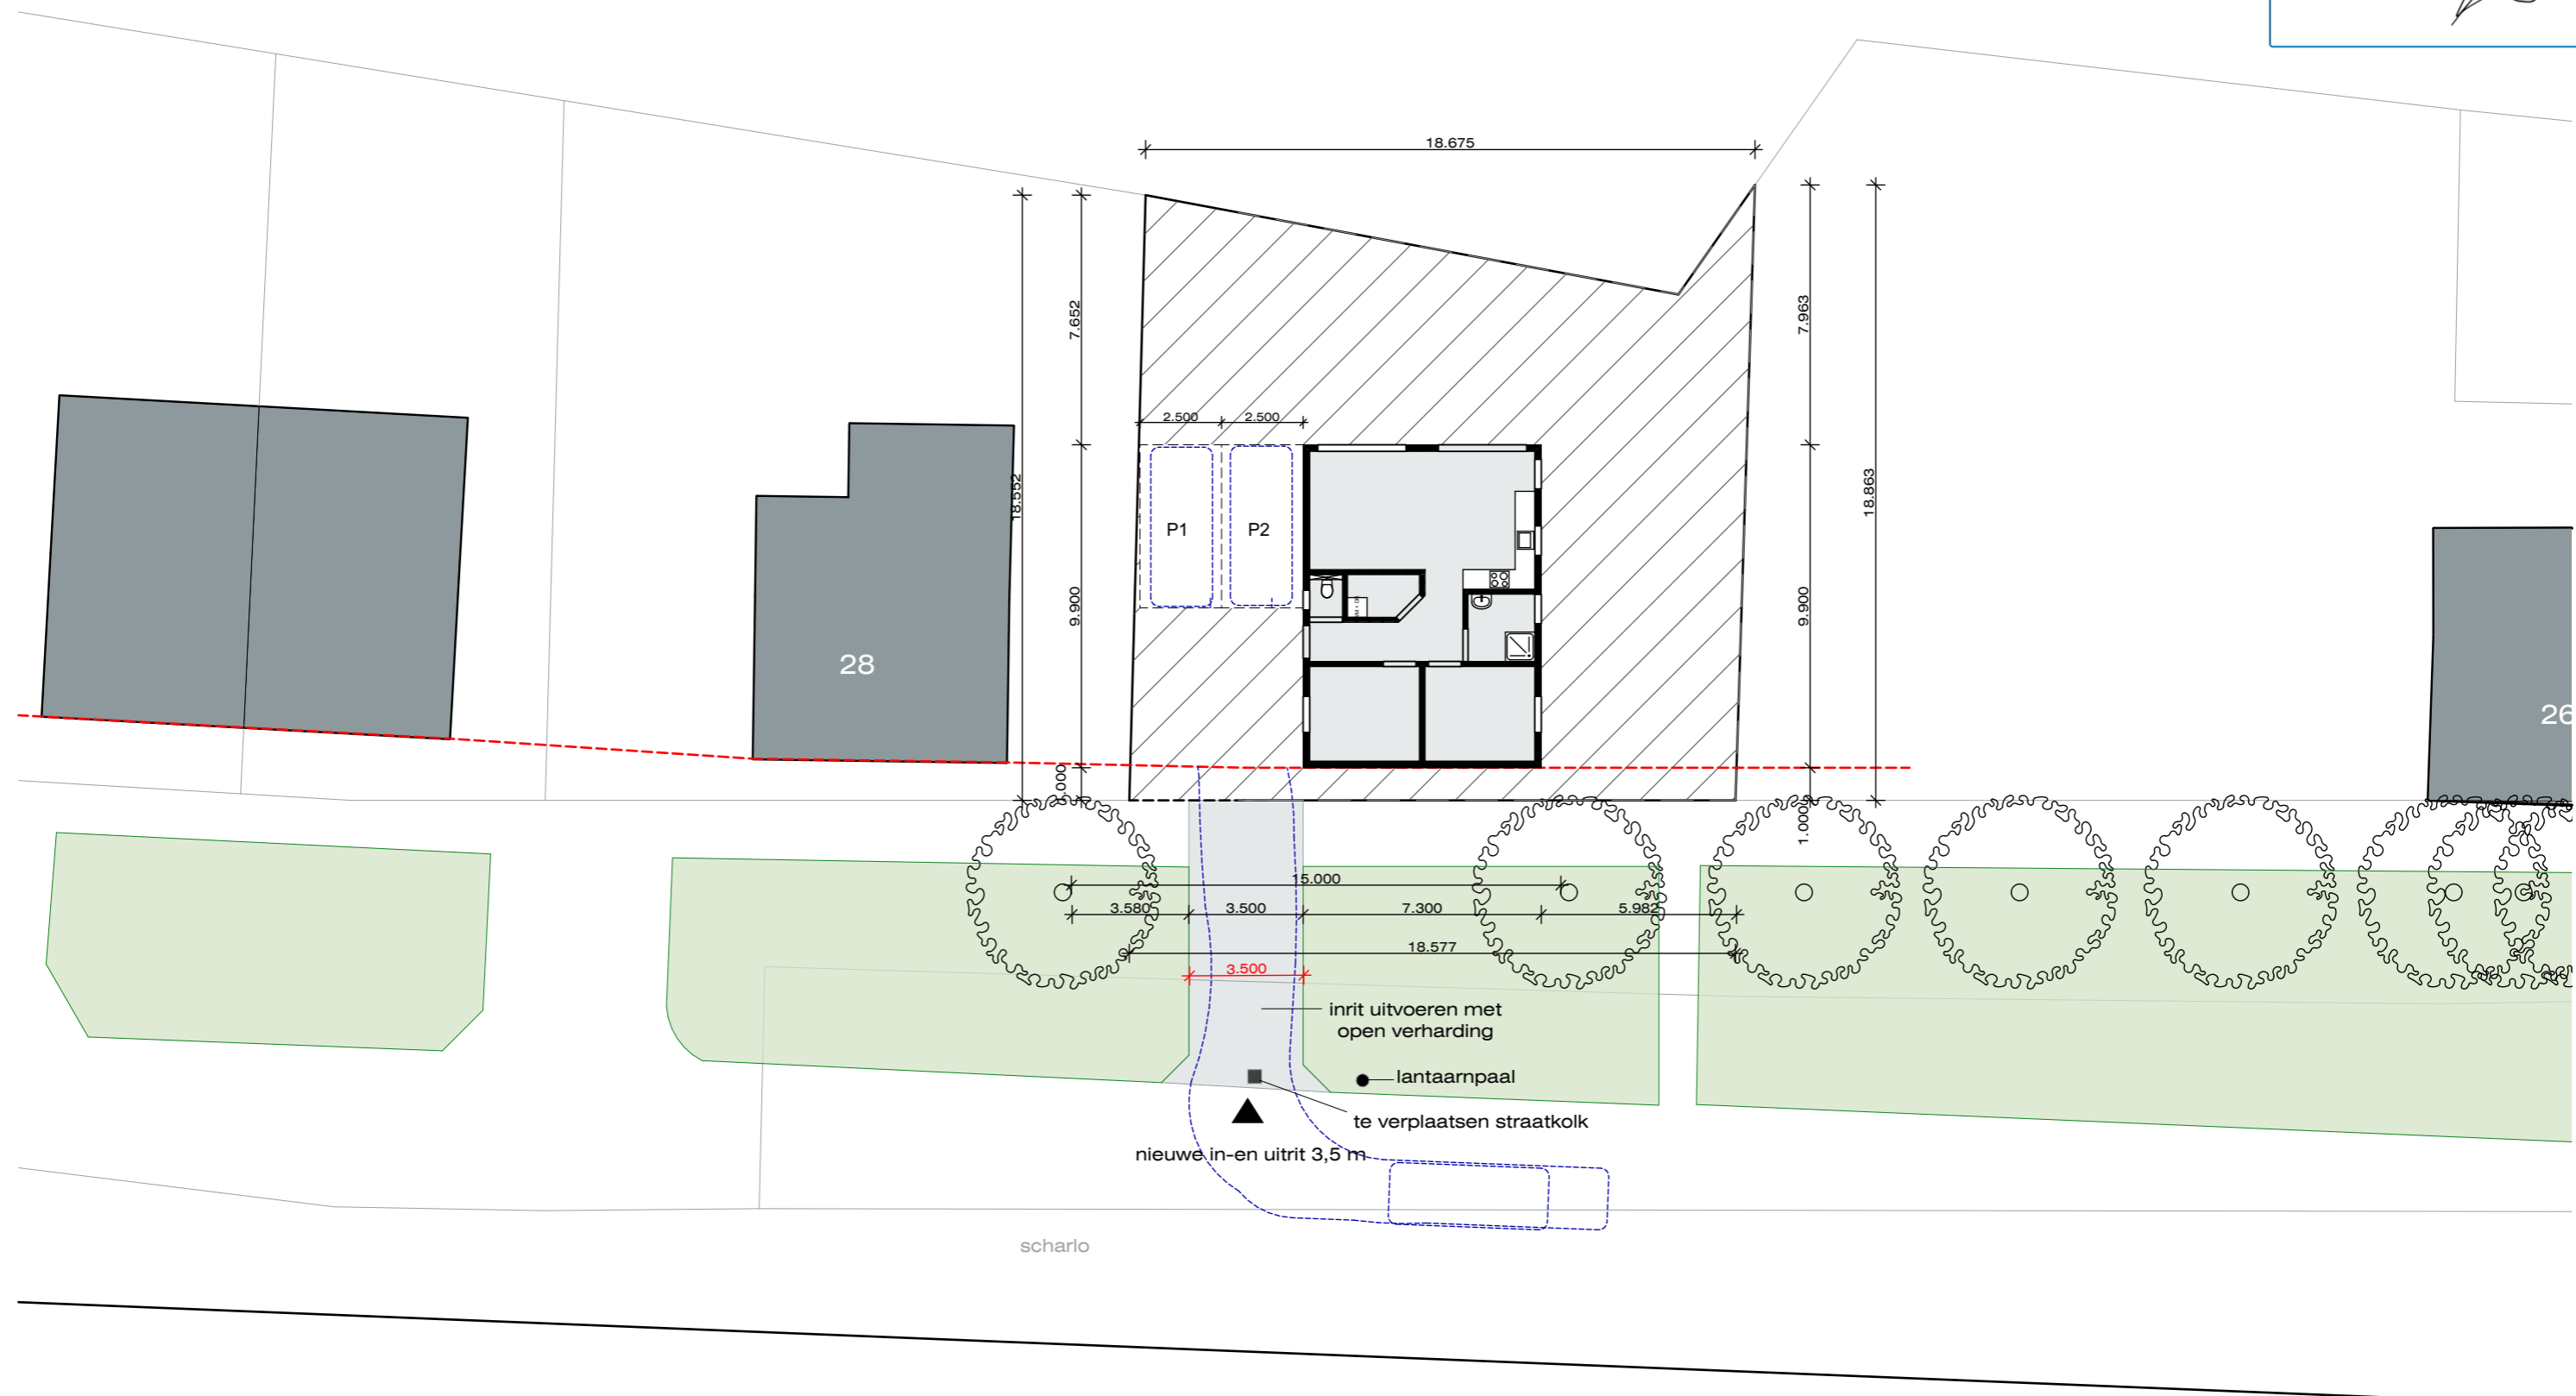 18.675
7.652
7.963
18.552
18.863
2.500
2.500
P1
P2
9.900
9.900
28
26
1.000
15.000
3.580
3.500
7.300
5.982
18.577
3.500
inrit uitvoeren met
open verharding
lantaarnpaal
te verplaatsen straatkolk
nieuwe in-en uitrit 3,5 m
scharlo